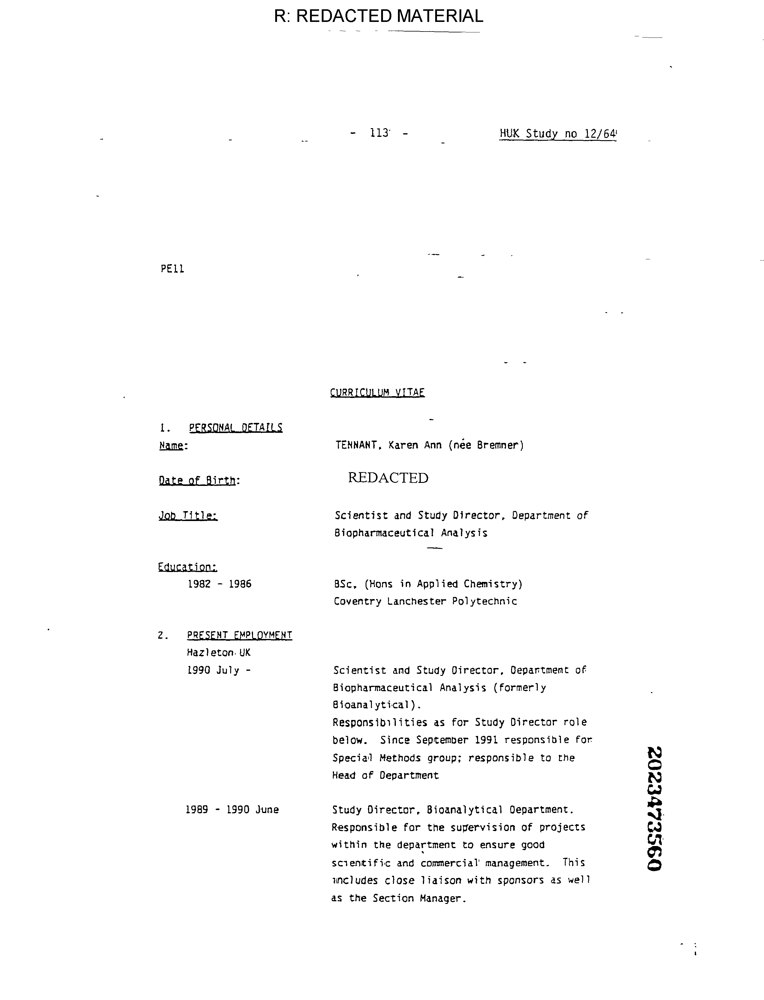 R: REDACTED MATERIAL
- 113 -
HUK Study no 12/64
PE11
CURRICULUM VITAE
1. PERSONAL DETAILS
Name: TENNANT, Karen Ann (née Bremner)
Date of Birth: REDACTED
Job Title: Scientist and Study Director, Department of
Biopharmaceutical Analysis
Education:
1982 - 1986 BSc, (Hons in Applied Chemistry)
Coventry Lanchester Polytechnic
2. PRESENT EMPLOYMENT
Hazleton UK
1990 July - Scientist and Study Director, Department of
Biopharmaceutical Analysis (formerly
Bioanalytical).
Responsibilities as for Study Director role
below. Since September 1991 responsible for
Special Methods group; responsible to the
Head of Department
1989 - 1990 June Study Director, Bioanalytical Department.
Responsible for the supervision of projects
within the department to ensure good
scientific and commercial management. This
includes close liaison with sponsors as well
as the Section Manager.
2023473560